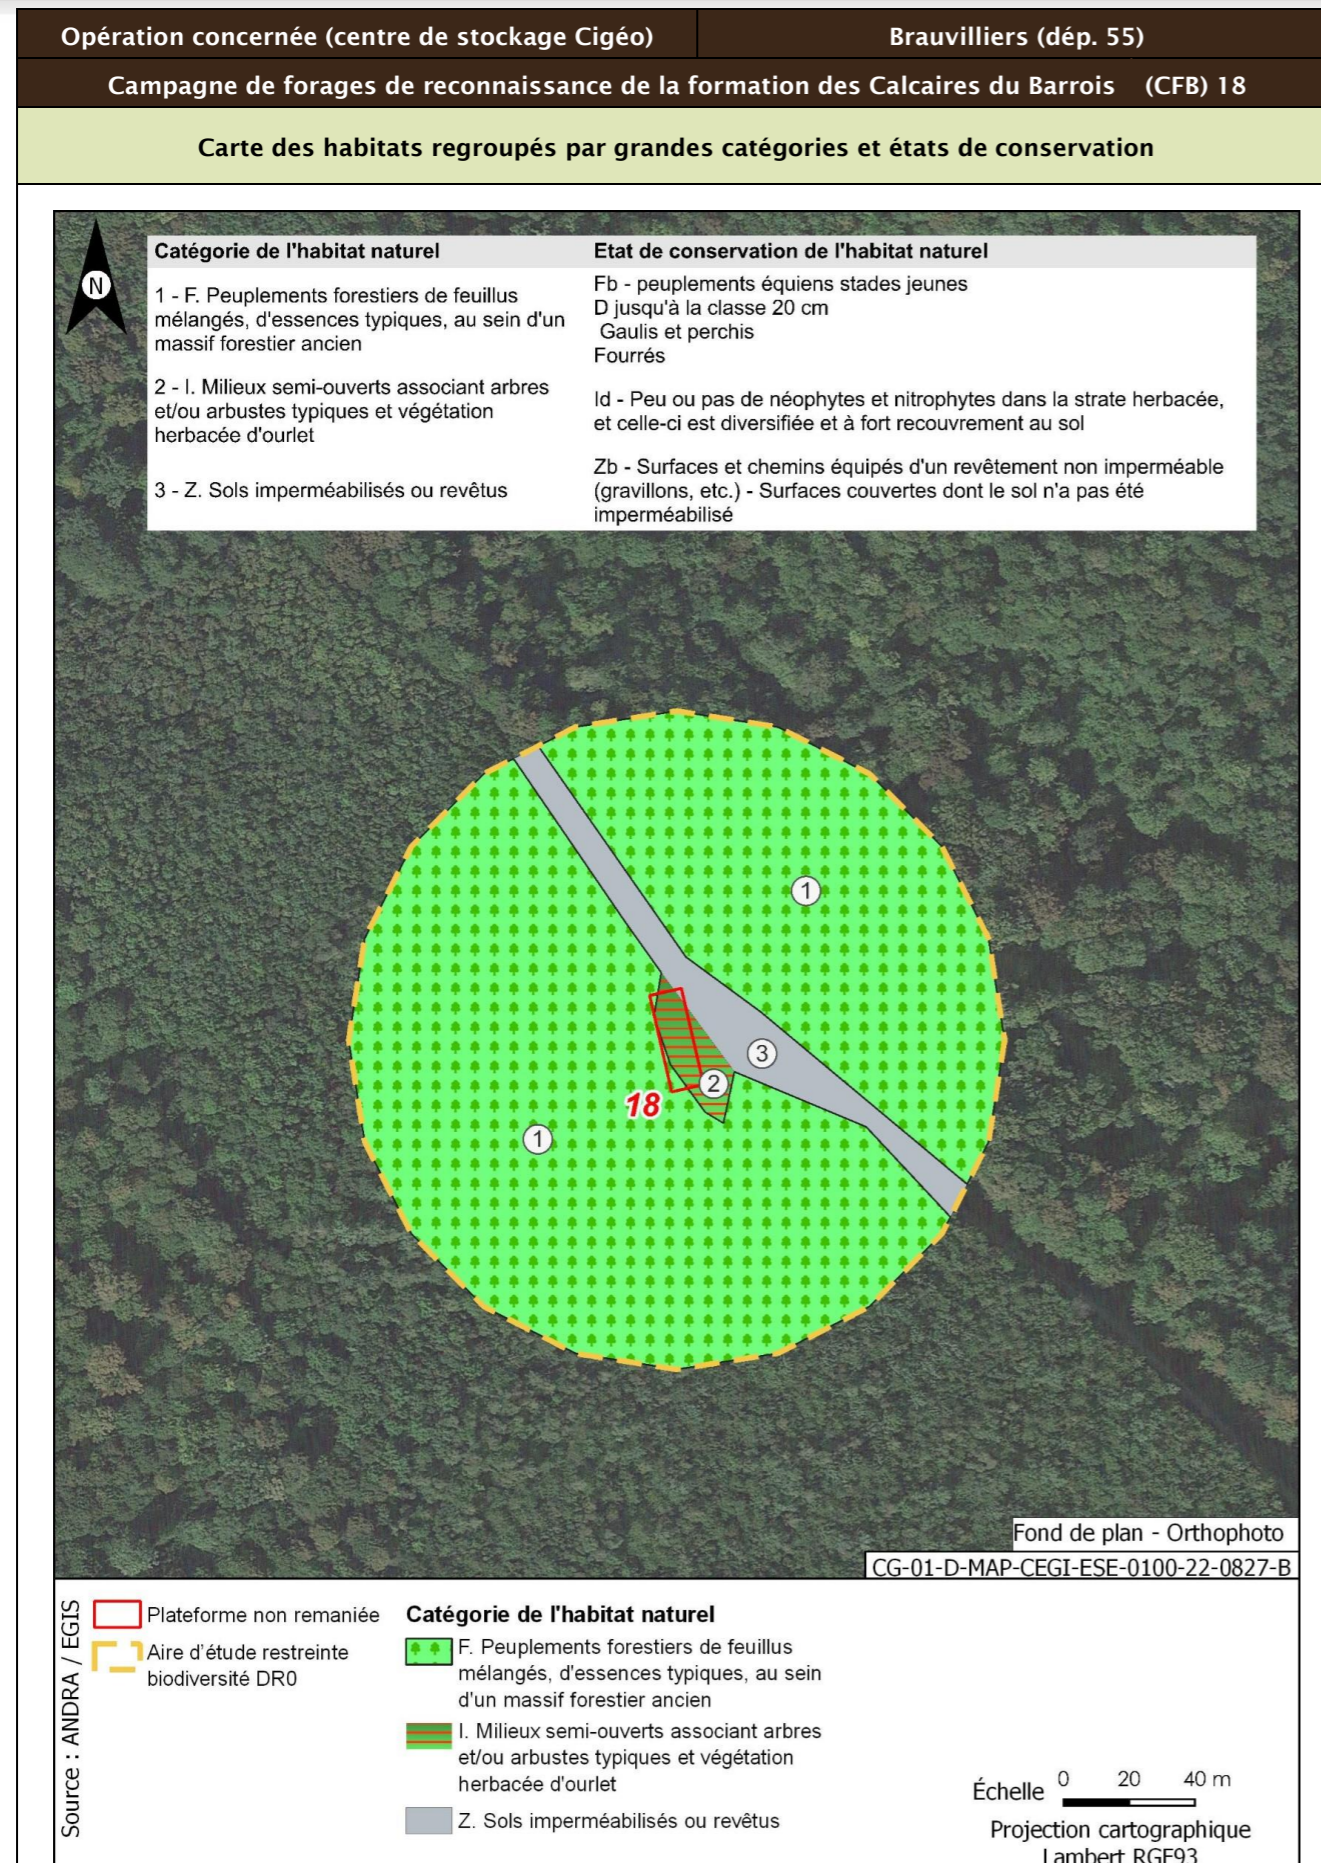 Opération concernée (centre de stockage Cigéo)
Brauvilliers (dép. 55)
Campagne de forages de reconnaissance de la formation des Calcaires du Barrois (CFB) 18
Carte des habitats regroupés par grandes catégories et états de conservation
N
Catégorie de l'habitat naturel
Etat de conservation de l'habitat naturel
1 - F. Peuplements forestiers de feuillus
mélangés, d'essences typiques, au sein d'un
massif forestier ancien
Fb - peuplements équiens stades jeunes
D jusqu'à la classe 20 cm
Gaulis et perchis
Fourrés
2 - I. Milieux semi-ouverts associant arbres
et/ou arbustes typiques et végétation
herbacée d'ourlet
Id - Peu ou pas de néophytes et nitrophytes dans la strate herbacée,
et celle-ci est diversifiée et à fort recouvrement au sol
3 - Z. Sols imperméabilisés ou revêtus
Zb - Surfaces et chemins équipés d'un revêtement non imperméable
(gravillons, etc.) - Surfaces couvertes dont le sol n'a pas été
imperméabilisé
1
3
2
18
1
Fond de plan - Orthophoto
CG-01-D-MAP-CEGI-ESE-0100-22-0827-B
Source : ANDRA / EGIS
Plateforme non remaniée
Aire d'étude restreinte
biodiversité DR0
Catégorie de l'habitat naturel
F. Peuplements forestiers de feuillus
mélangés, d'essences typiques, au sein
d'un massif forestier ancien
I. Milieux semi-ouverts associant arbres
et/ou arbustes typiques et végétation
herbacée d'ourlet
Z. Sols imperméabilisés ou revêtus
Échelle 0 20 40 m
Projection cartographique
Lambert RGF93